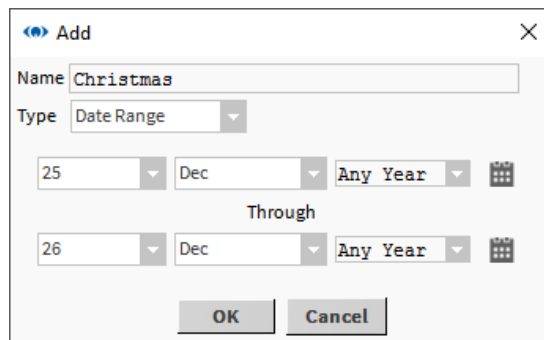 Add
Name Christmas
Type Date Range
25 Dec Any Year
Through
26 Dec Any Year
OK Cancel